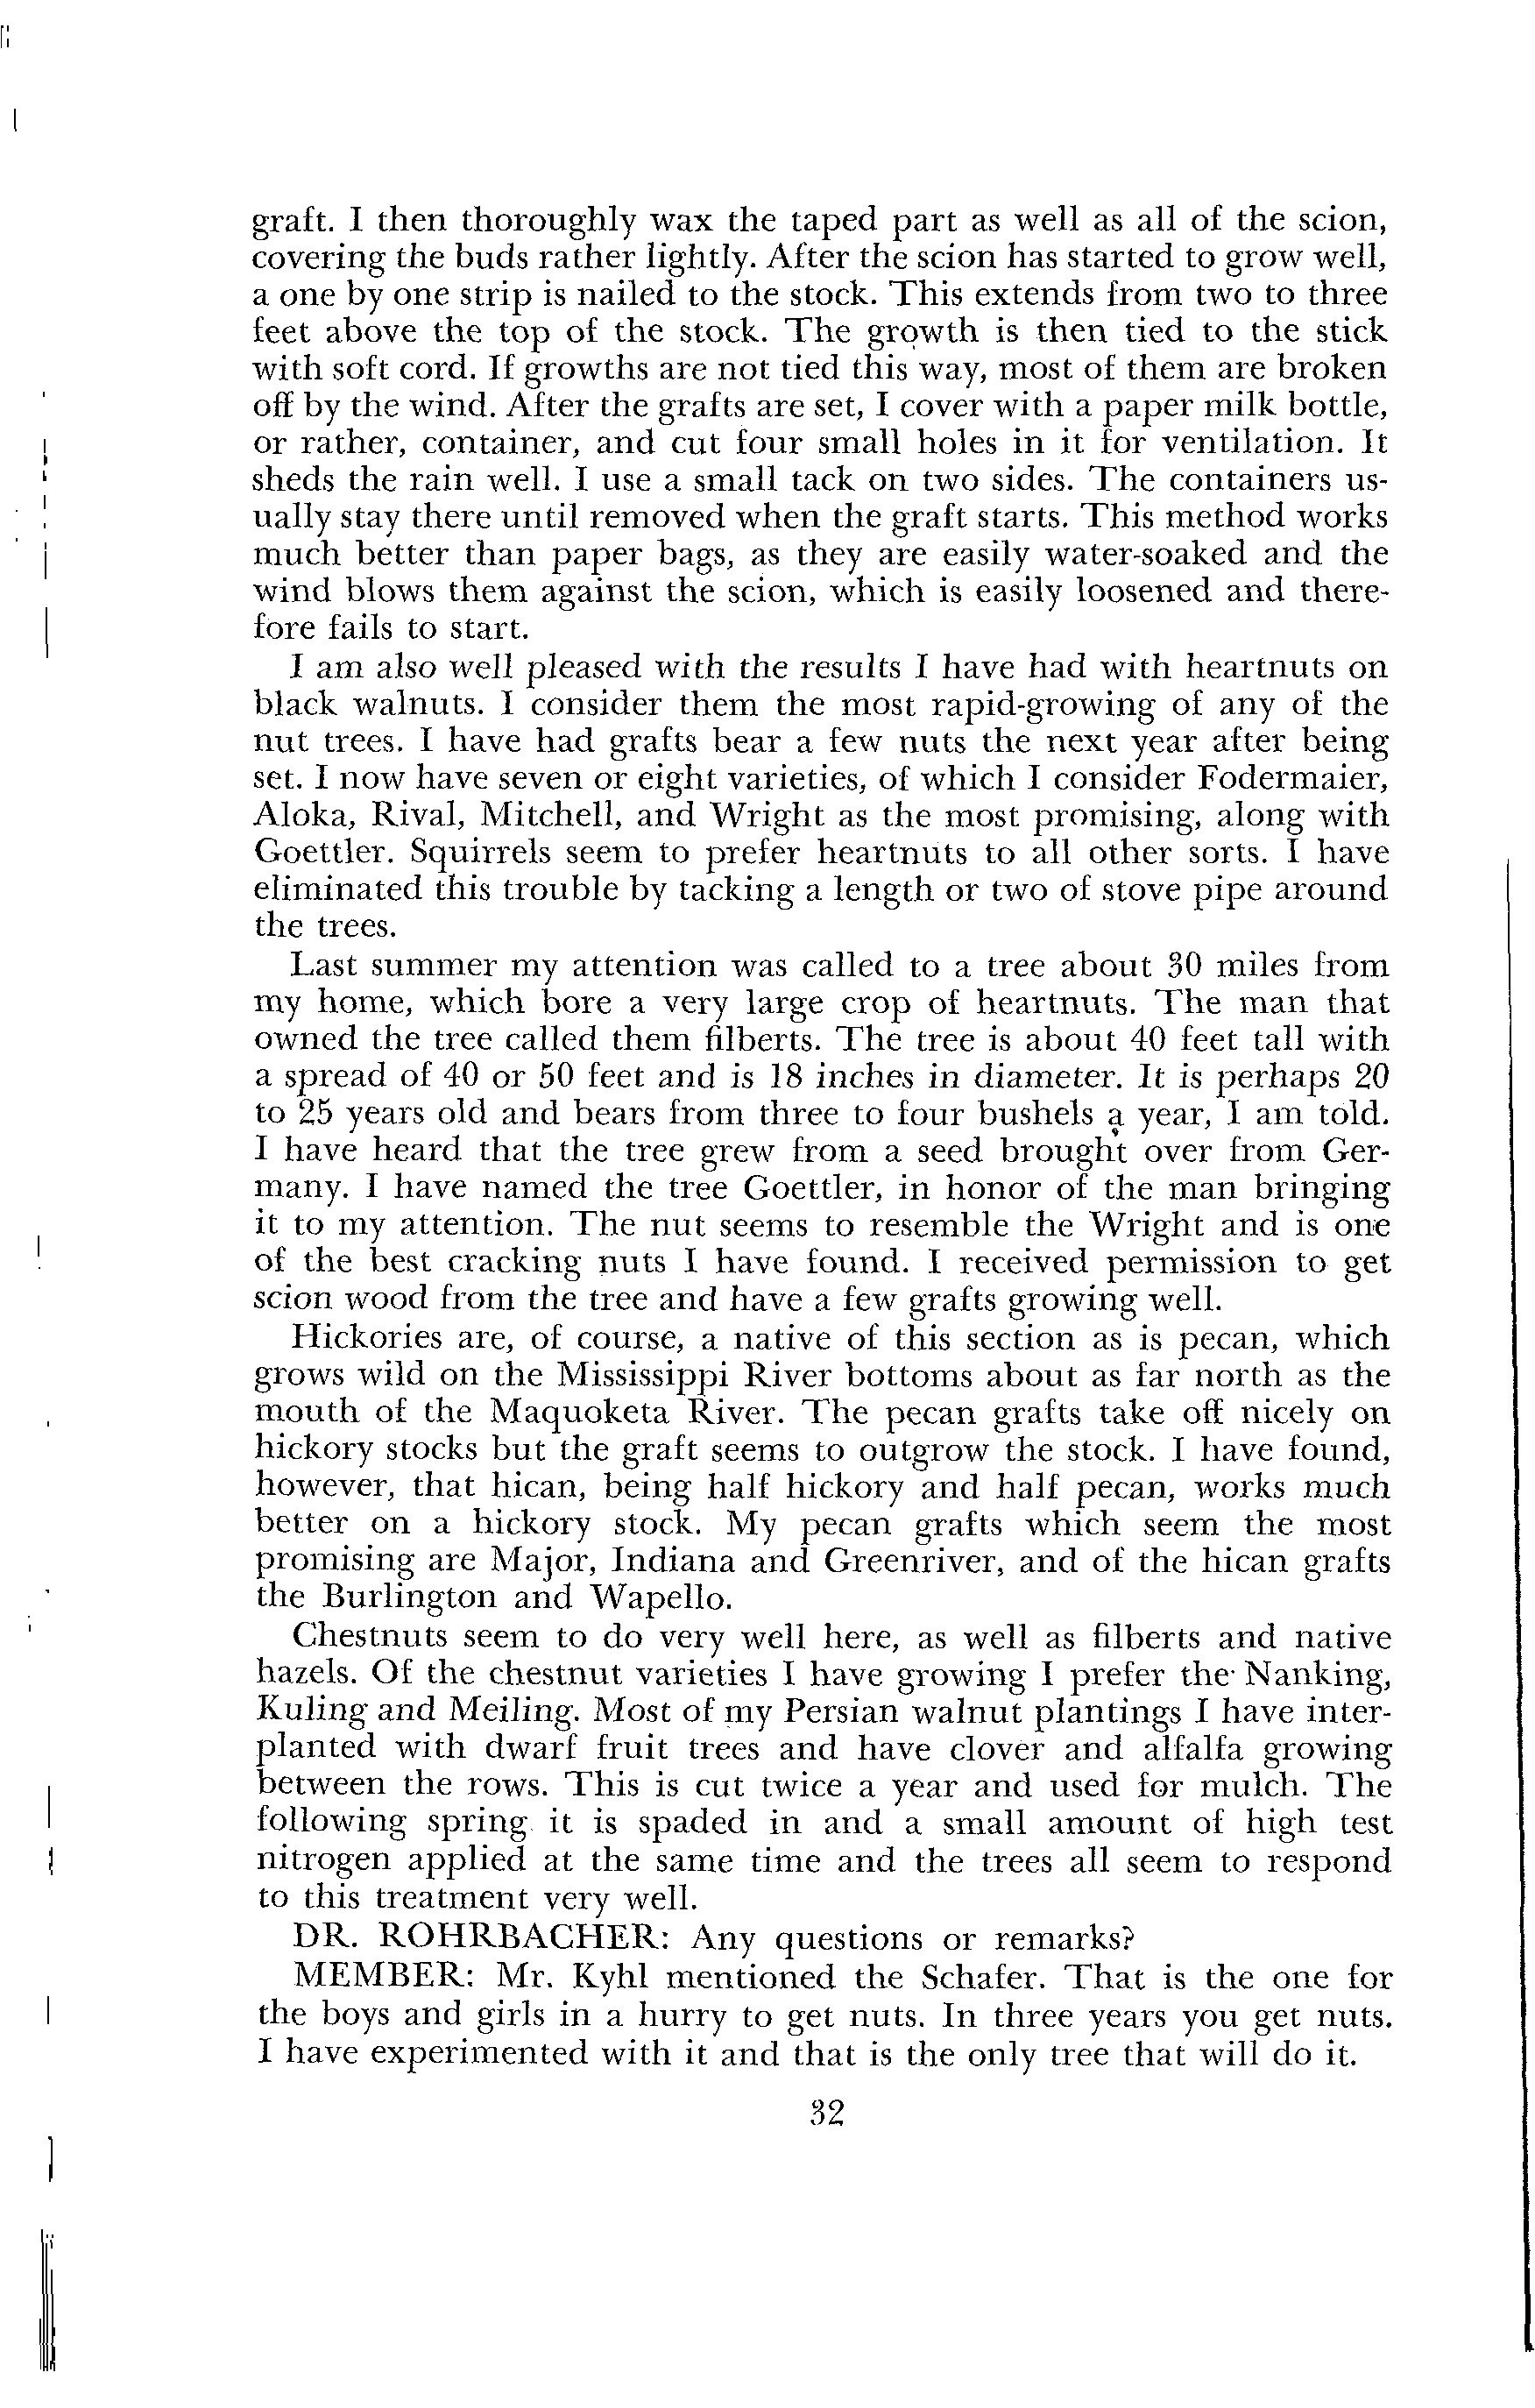 graft. I then thoroughly wax the taped part as well as all of the scion,
covering the buds rather lightly. After the scion has started to grow well,
a one by one strip is nailed to the stock. This extends from two to three
feet above the top of the stock. The growth is then tied to the stick
with soft cord. If growths are not tied this way, most of them are broken
off by the wind. After the grafts are set, I cover with a paper milk bottle,
or rather, container, and cut four small holes in it for ventilation. It
sheds the rain well. I use a small tack on two sides. The containers us-
ually stay there until removed when the graft starts. This method works
much better than paper bags, as they are easily water-soaked and the
wind blows them against the scion, which is easily loosened and there-
fore fails to start.
I am also well pleased with the results I have had with heartnuts on
black walnuts. I consider them the most rapid-growing of any of the
nut trees. I have had grafts bear a few nuts the next year after being
set. I now have seven or eight varieties, of which I consider Fodermaier,
Aloka, Rival, Mitchell, and Wright as the most promising, along with
Goettler. Squirrels seem to prefer heartnuts to all other sorts. I have
eliminated this trouble by tacking a length or two of stove pipe around
the trees.
Last summer my attention was called to a tree about 30 miles from
my home, which bore a very large crop of heartnuts. The man that
owned the tree called them filberts. The tree is about 40 feet tall with
a spread of 40 or 50 feet and is 18 inches in diameter. It is perhaps 20
to 25 years old and bears from three to four bushels a year, I am told.
I have heard that the tree grew from a seed brought over from Ger-
many. I have named the tree Goettler, in honor of the man bringing
it to my attention. The nut seems to resemble the Wright and is one
of the best cracking nuts I have found. I received permission to get
scion wood from the tree and have a few grafts growing well.
Hickories are, of course, a native of this section as is pecan, which
grows wild on the Mississippi River bottoms about as far north as the
mouth of the Maquoketa River. The pecan grafts take off nicely on
hickory stocks but the graft seems to outgrow the stock. I have found,
however, that hican, being half hickory and half pecan, works much
better on a hickory stock. My pecan grafts which seem the most
promising are Major, Indiana and Greenriver, and of the hican grafts
the Burlington and Wapello.
Chestnuts seem to do very well here, as well as filberts and native
hazels. Of the chestnut varieties I have growing I prefer the Nanking,
Kuling and Meiling. Most of my Persian walnut plantings I have inter-
planted with dwarf fruit trees and have clover and alfalfa growing
between the rows. This is cut twice a year and used for mulch. The
following spring it is spaded in and a small amount of high test
nitrogen applied at the same time and the trees all seem to respond
to this treatment very well.
DR. ROHRBACHER: Any questions or remarks?
MEMBER: Mr. Kyhl mentioned the Schafer. That is the one for
the boys and girls in a hurry to get nuts. In three years you get nuts.
I have experimented with it and that is the only tree that will do it.
32